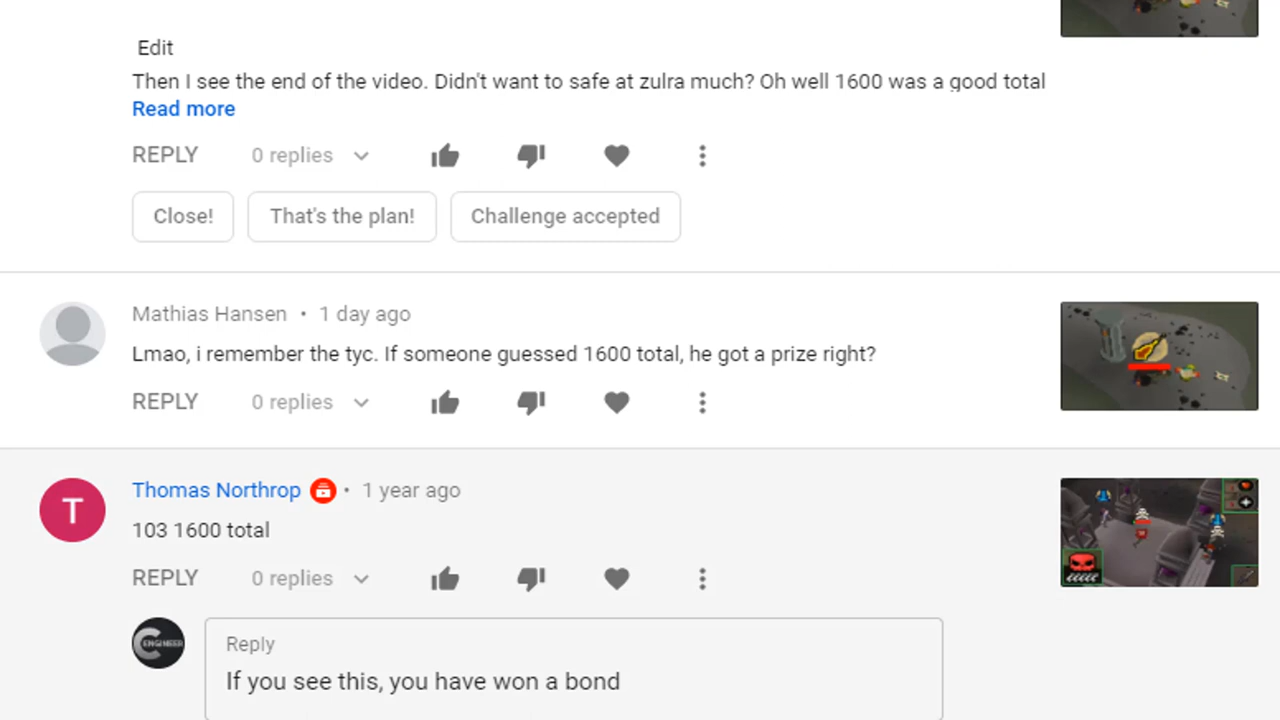 Edit
Then I see the end of the video. Didn't want to safe at zulra much? Oh well 1600 was a good total
Read more
REPLY 0 replies
Close! That's the plan! Challenge accepted
Mathias Hansen • 1 day ago
Lmao, i remember the tyc. If someone guessed 1600 total, he got a prize right?
REPLY 0 replies
T
Thomas Northrop • 1 year ago
103 1600 total
REPLY 0 replies
C ENGINEER
Reply
If you see this, you have won a bond